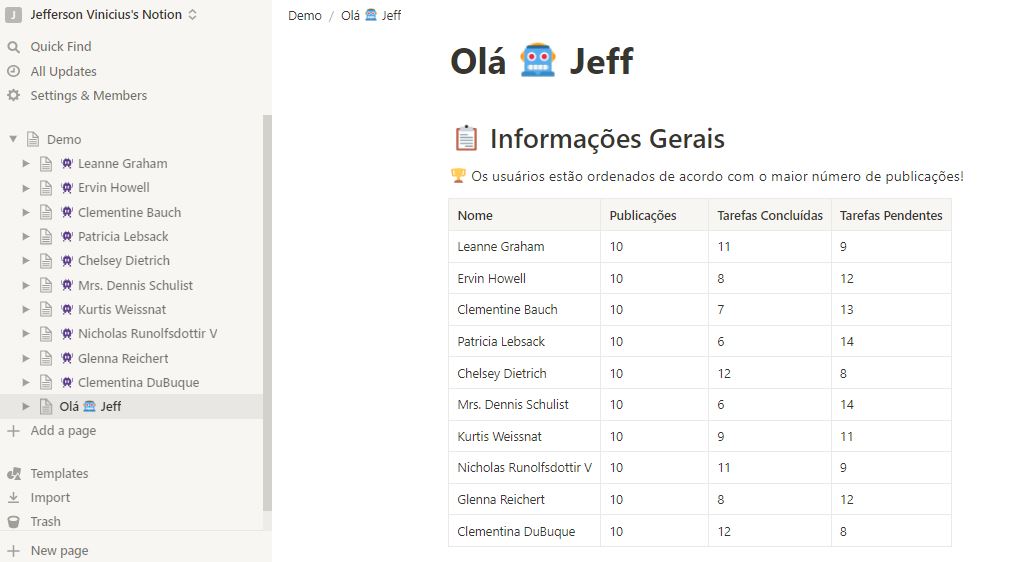 J Jefferson Vinicius's Notion
Quick Find
All Updates
Settings & Members
Demo
Leanne Graham
Ervin Howell
Clementine Bauch
Patricia Lebsack
Chelsey Dietrich
Mrs. Dennis Schulist
Kurtis Weissnat
Nicholas Runolfsdottir V
Glenna Reichert
Clementina DuBuque
Olá 🤖 Jeff
Add a page
Templates
Import
Trash
New page
Demo / Olá 🤖 Jeff
Olá 🤖 Jeff
📋 Informações Gerais
🏆 Os usuários estão ordenados de acordo com o maior número de publicações!
Nome Publicações Tarefas Concluídas Tarefas Pendentes
Leanne Graham 10 11 9
Ervin Howell 10 8 12
Clementine Bauch 10 7 13
Patricia Lebsack 10 6 14
Chelsey Dietrich 10 12 8
Mrs. Dennis Schulist 10 6 14
Kurtis Weissnat 10 9 11
Nicholas Runolfsdottir V 10 11 9
Glenna Reichert 10 8 12
Clementina DuBuque 10 12 8